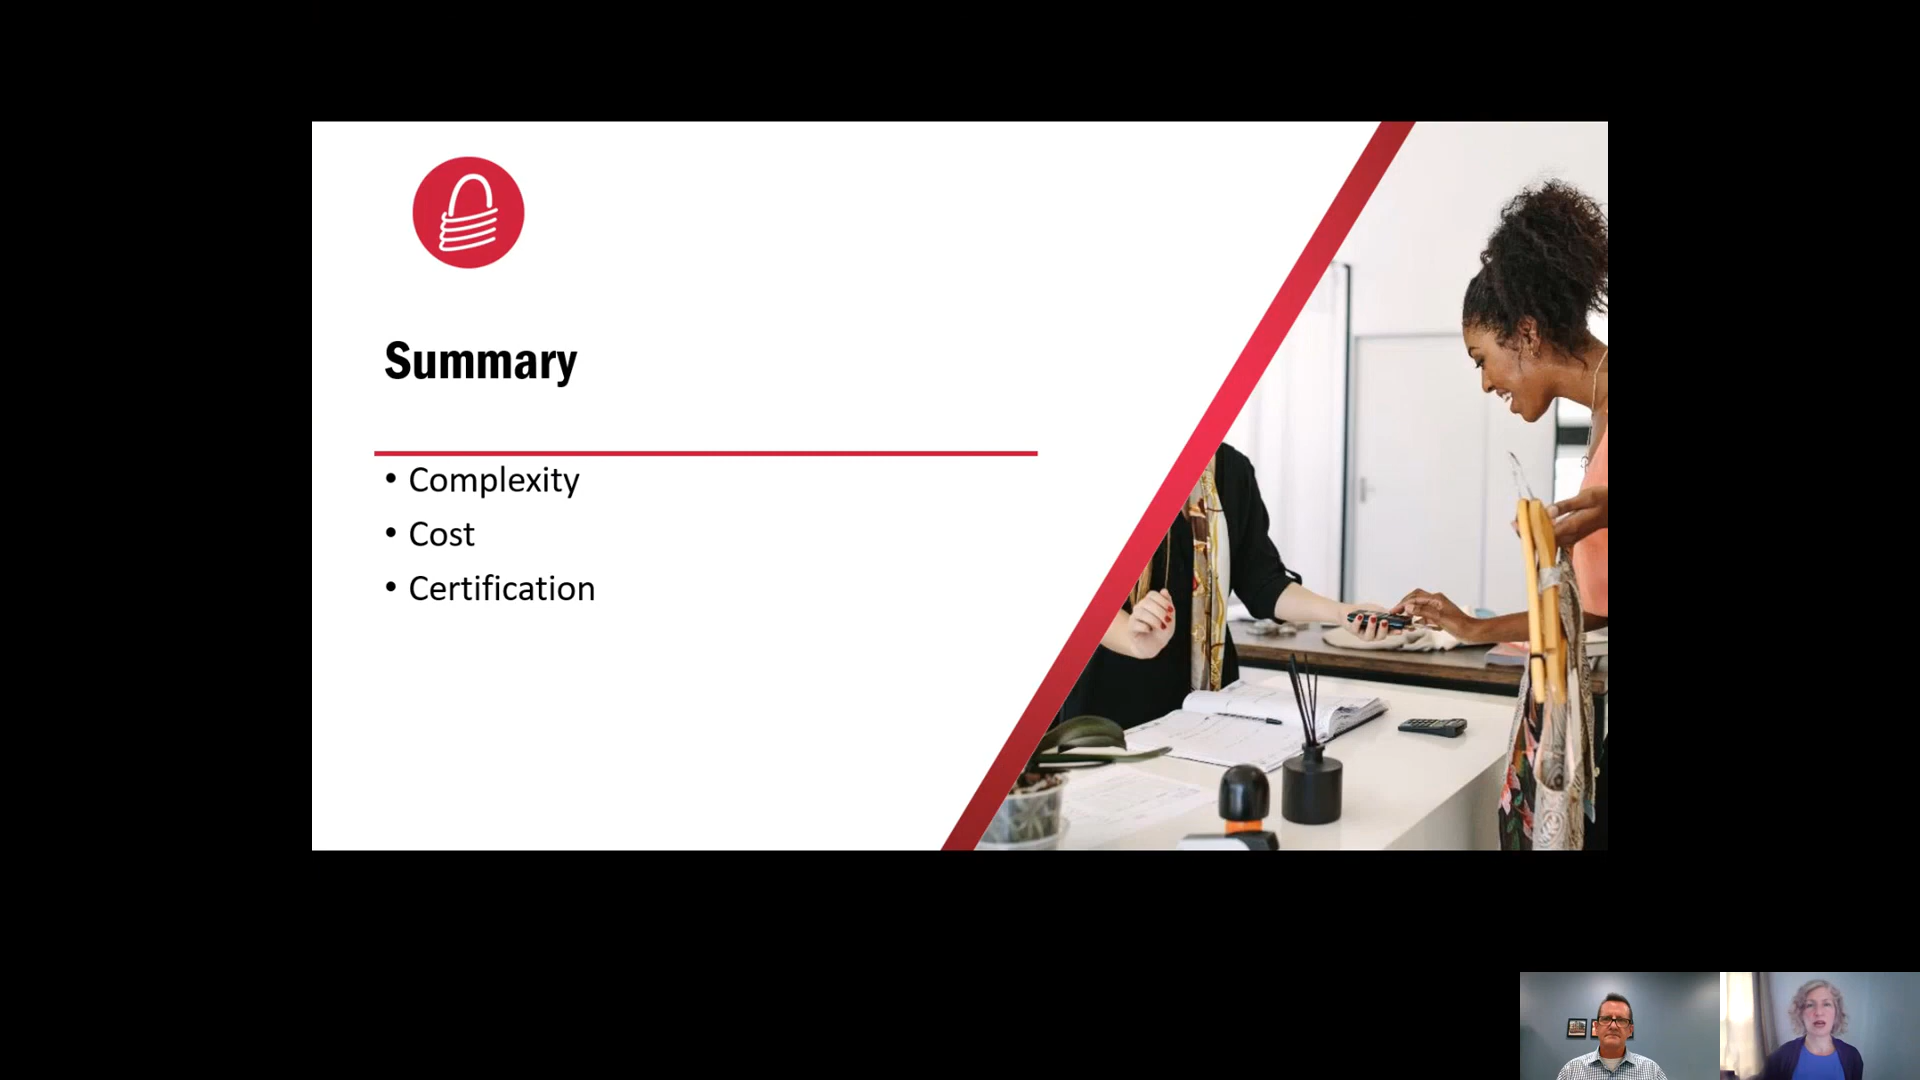 Summary
• Complexity
• Cost
• Certification